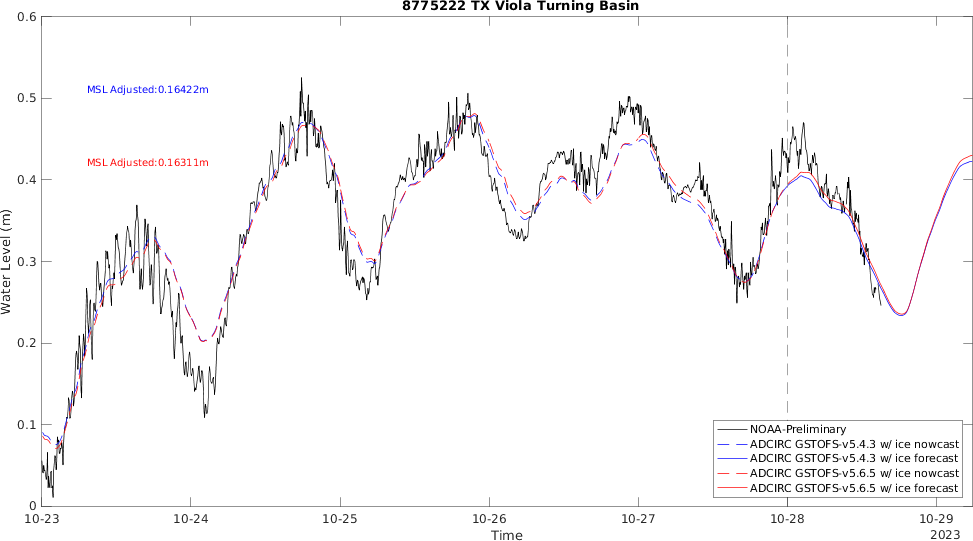 8775222 TX Viola Turning Basin
0.6
0.5
0.4
0.3
0.2
0.1
0
Water Level (m)
MSL Adjusted:0.16422m
MSL Adjusted:0.16311m
NOAA-Preliminary
ADCIRC GSTOFS-v5.4.3 w/ ice nowcast
ADCIRC GSTOFS-v5.4.3 w/ ice forecast
ADCIRC GSTOFS-v5.6.5 w/ ice nowcast
ADCIRC GSTOFS-v5.6.5 w/ ice forecast
10-23 10-24 10-25 10-26 10-27 10-28 10-29
Time 2023